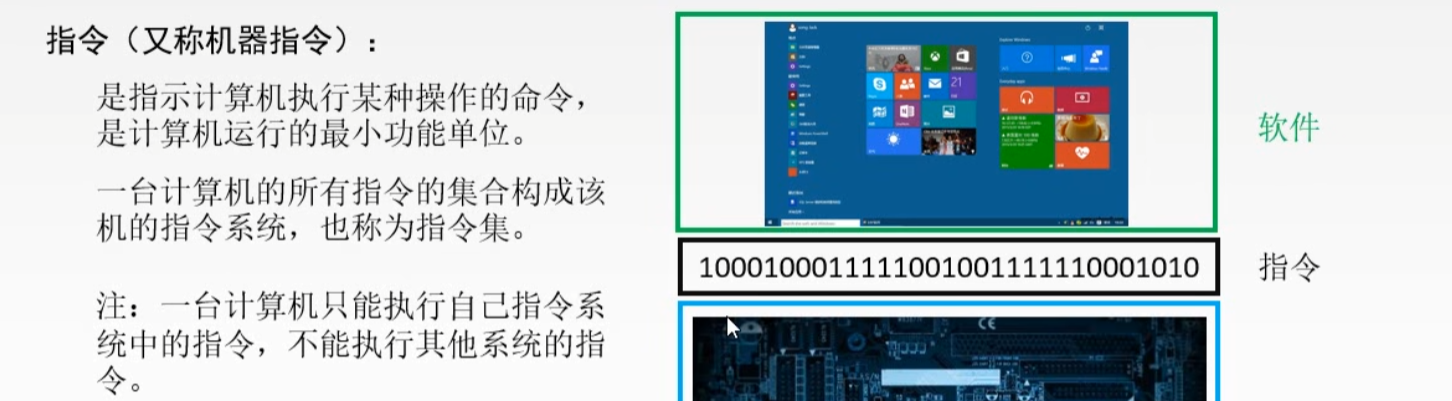 指令（又称机器指令）：
是指示计算机执行某种操作的命令，
是计算机运行的最小功能单位。
一台计算机的所有指令的集合构成该
机的指令系统，也称为指令集。
注：一台计算机只能执行自己指令系
统中的指令，不能执行其他系统的指
令。
软件
10001000111110010011111110001010
指令